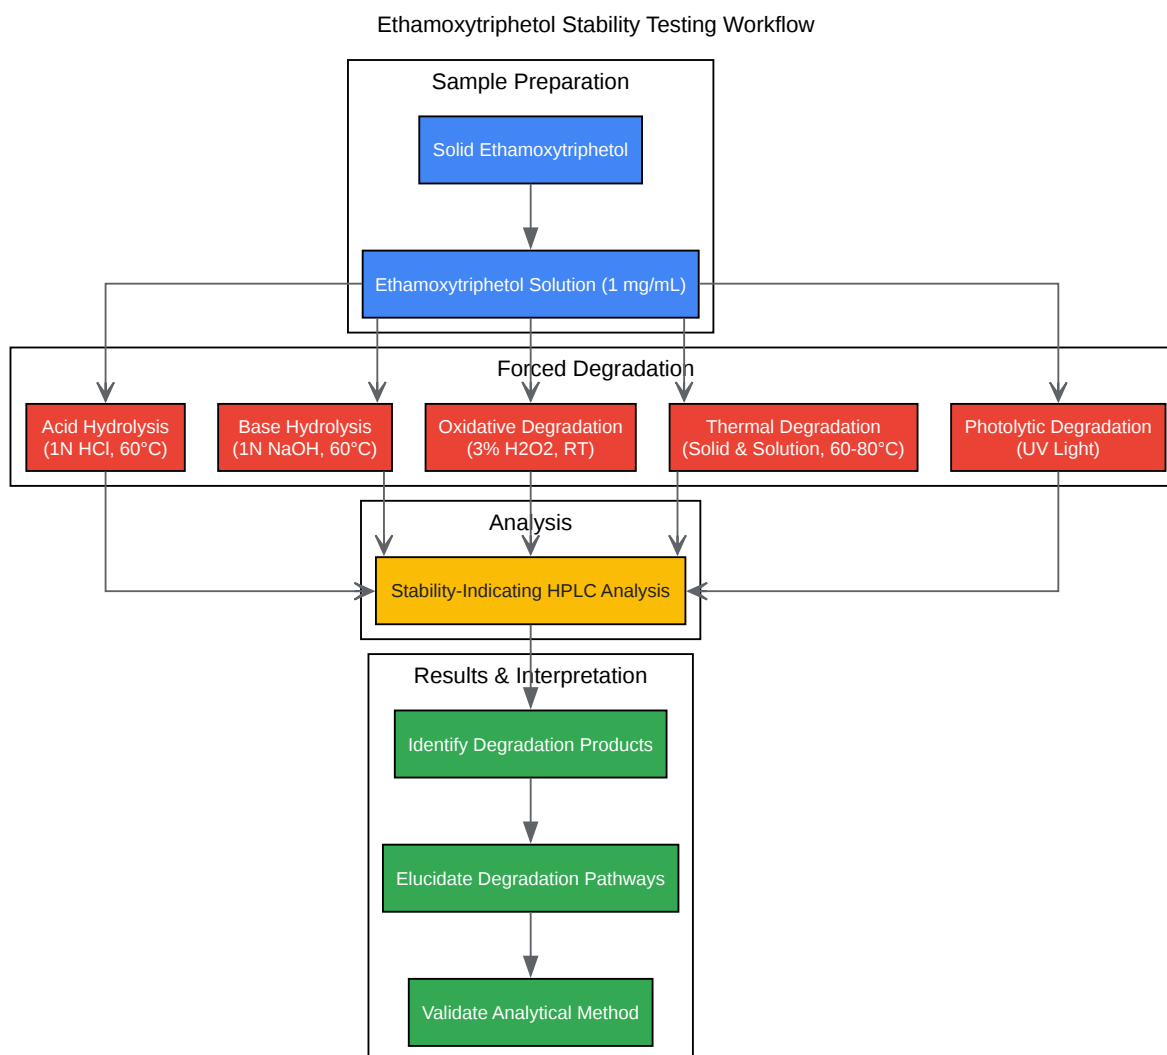 Ethamoxytriphetol Stability Testing Workflow
Sample Preparation
Solid Ethamoxytriphetol
Ethamoxytriphetol Solution (1 mg/mL)
Forced Degradation
Acid Hydrolysis
(1N HCl, 60°C)
Base Hydrolysis
(1N NaOH, 60°C)
Oxidative Degradation
(3% H2O2, RT)
Thermal Degradation
(Solid & Solution, 60-80°C)
Photolytic Degradation
(UV Light)
Analysis
Stability-Indicating HPLC Analysis
Results & Interpretation
Identify Degradation Products
Elucidate Degradation Pathways
Validate Analytical Method